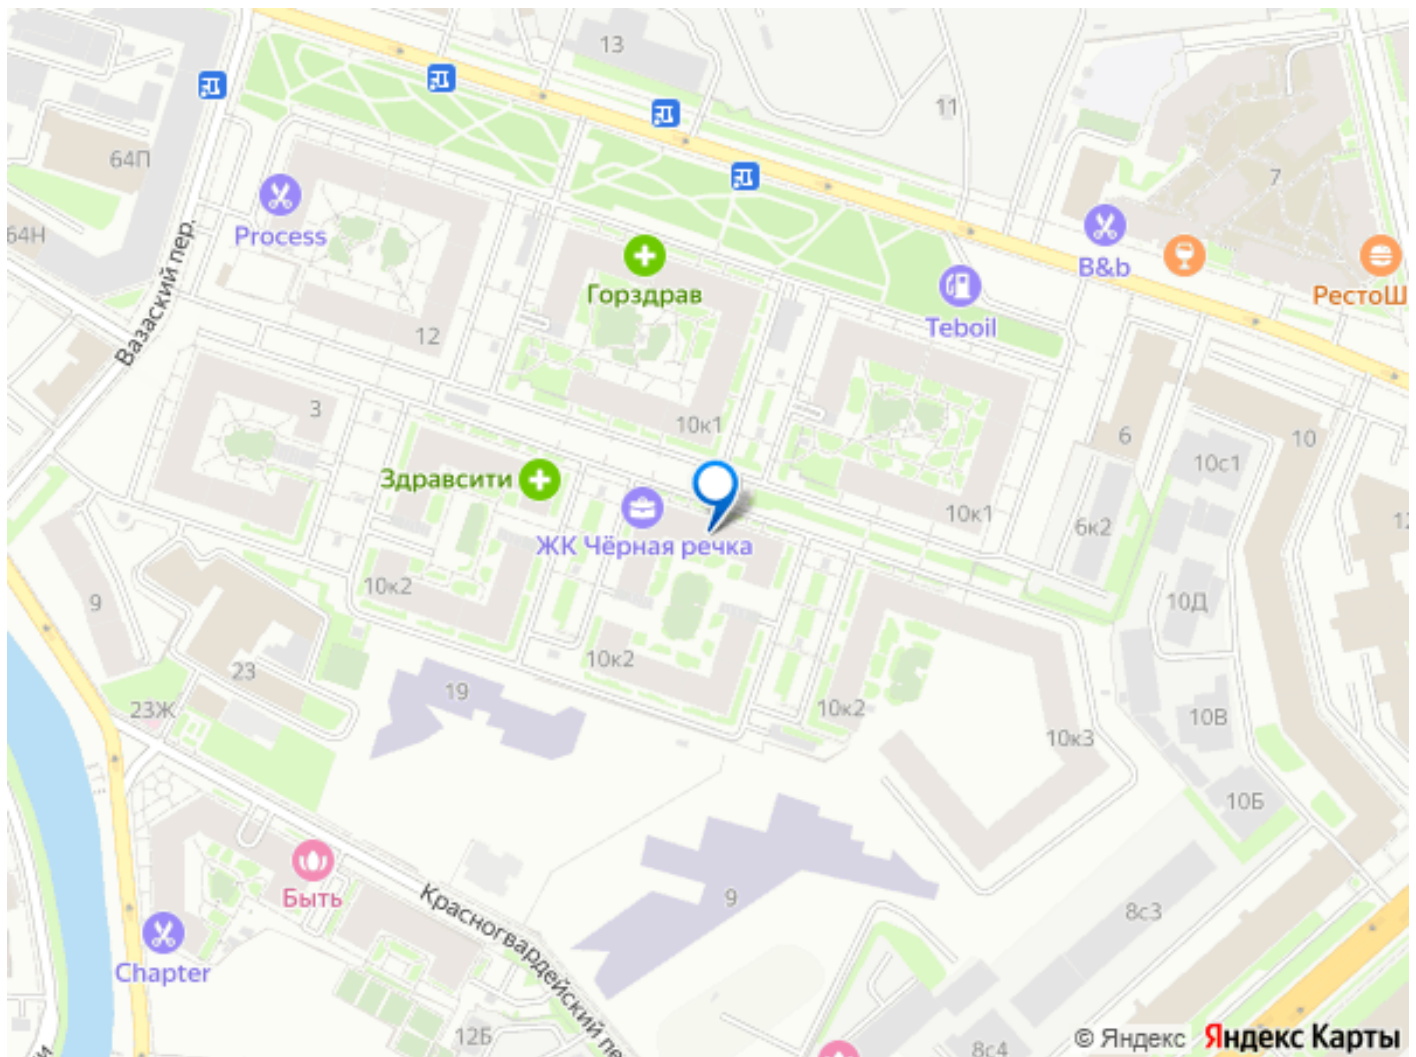 13
11
64П
7
Process
64Н
B&b
Горздрав
РестоШ
Teboil
Вазаский пер.
12
3
10к1
6
10
10с1
Здравсити
10к1
6к2
12
ЖК Чёрная речка
10к2
9
10Д
10к2
23
19
23Ж
10к2
10В
10к3
10Б
Быть
9
Красногвардейский пе
8с3
Chapter
12Б
8с4
и
© Яндекс Яндекс Карты